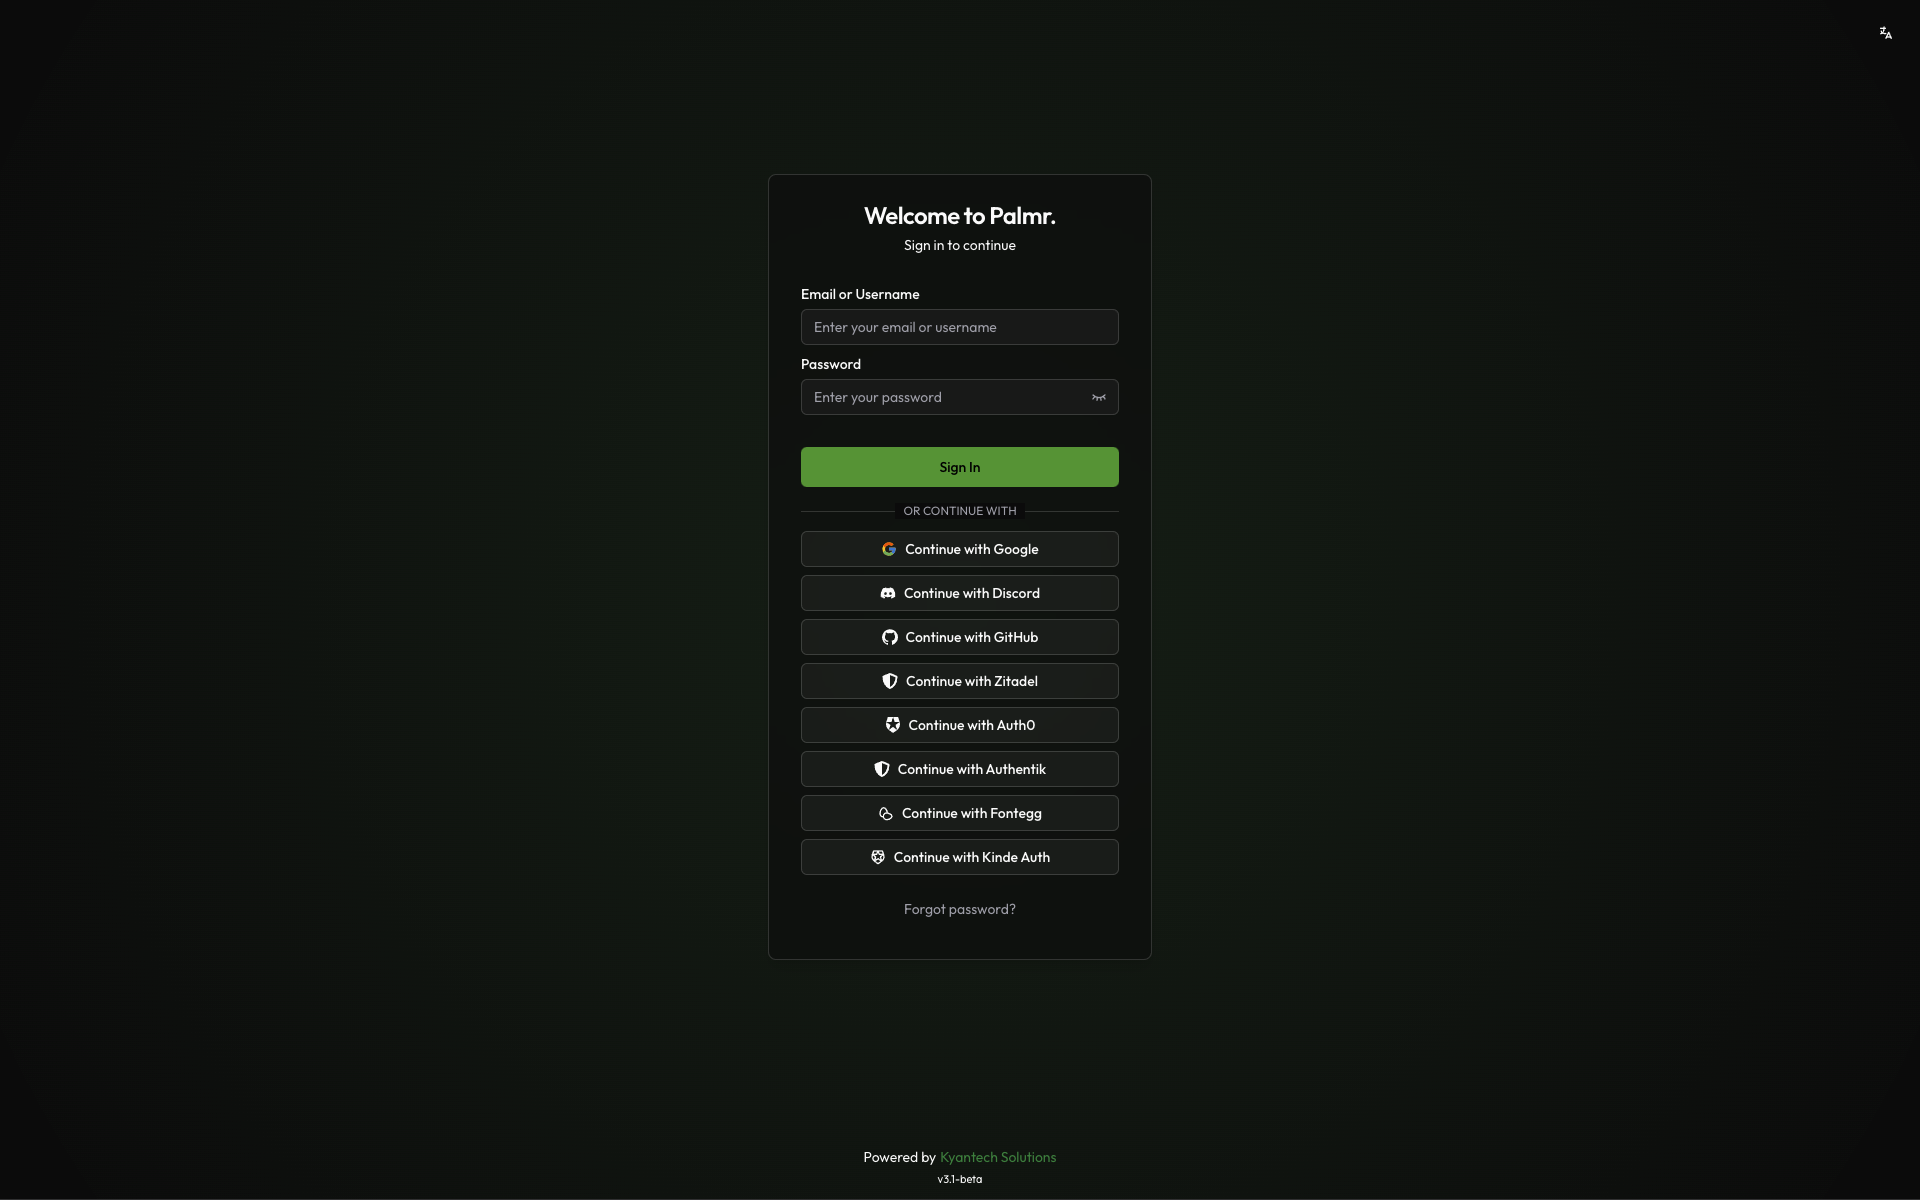 Welcome to Palmr.
Sign in to continue
Email or Username
Enter your email or username
Password
Enter your password
Sign In
OR CONTINUE WITH
Continue with Google
Continue with Discord
Continue with GitHub
Continue with Zitadel
Continue with Auth0
Continue with Authentik
Continue with Fontegg
Continue with Kinde Auth
Forgot password?
Powered by Kyantech Solutions
v3.1-beta